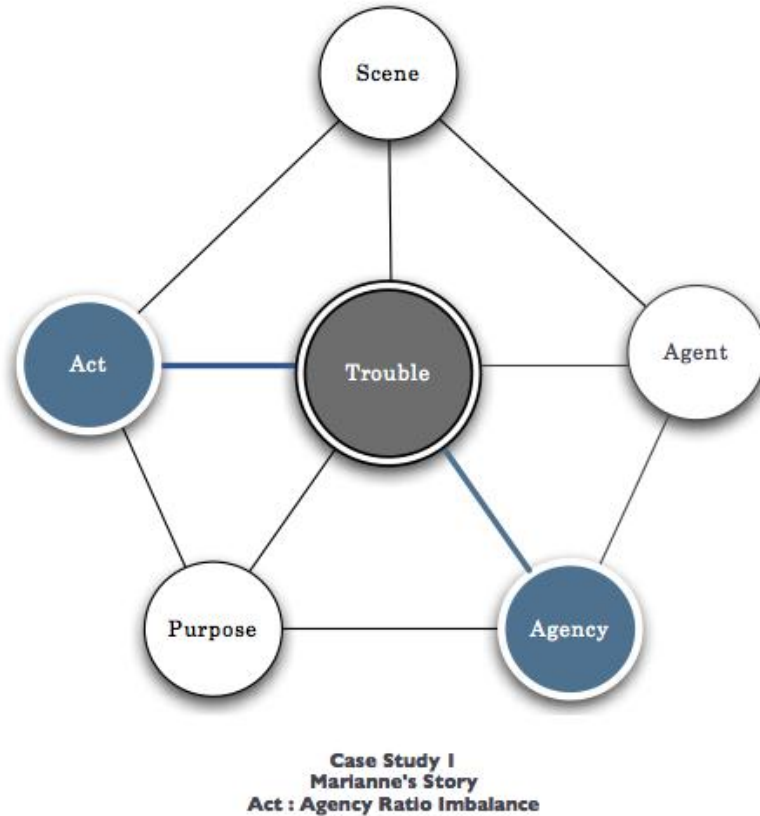 Scene
Act
Trouble
Agent
Purpose
Agency
Case Study 1
Marianne's Story
Act : Agency Ratio Imbalance